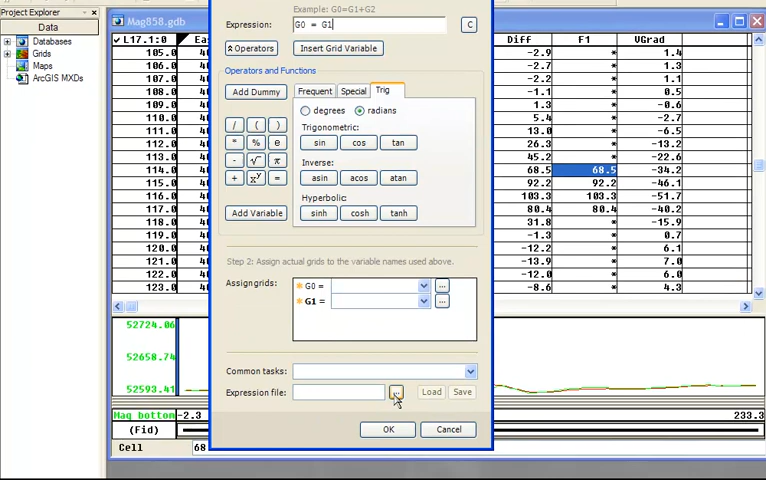 Example: G0=G1+G2
Mag858.gdb
Expression: G0 = G1 C
Data
L17.1:0 Eas Diff F1 VGrad
Operators Insert Grid Variable
Databases
Grids
Maps
ArcGIS MXDs
Operators and Functions
Add Dummy Frequent Special Trig
degrees radians
Trigonometric:
/ ( )
* % e
- √ π
+ x^y =
sin cos tan
Inverse:
asin acos atan
Hyperbolic:
Add Variable sinh cosh tanh
105.0 -2.9 * 1.4
106.0 -2.7 * 1.3
107.0 -2.2 * 1.1
108.0 -1.1 * 0.5
109.0 1.3 * -0.6
110.0 5.4 * -2.7
111.0 13.0 * -6.5
112.0 26.3 * -13.2
113.0 45.2 * -22.6
114.0 68.5 68.5 -34.2
115.0 92.2 92.2 -46.1
116.0 103.3 103.3 -51.7
117.0 80.4 80.4 -40.2
118.0 31.8 * -15.9
119.0 -1.3 * 0.7
120.0 -12.2 * 6.1
121.0 -13.9 * 7.0
122.0 -12.0 * 6.0
123.0 -8.6 * 4.3
Step 2: Assign actual grids to the variable names used above.
Assign grids: * G0 = ...
* G1 = ...
52724.06
52658.74
52593.41
Common tasks:
Expression file: ... Load Save
Mag bottom -2.3 233.3
(Fid)
OK Cancel
Cell 68